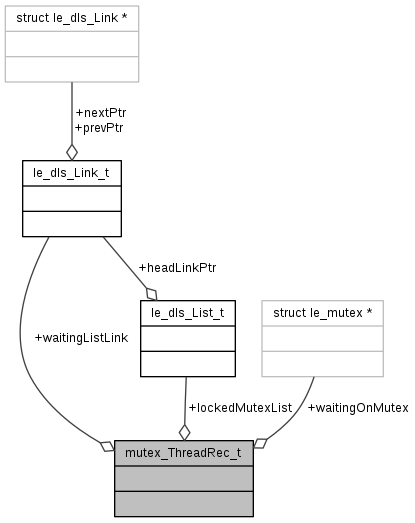 struct le_dls_Link *
+nextPtr
+prevPtr
le_dls_Link_t
+headLinkPtr
le_dls_List_t
struct le_mutex *
+waitingListLink
+lockedMutexList
+waitingOnMutex
mutex_ThreadRec_t